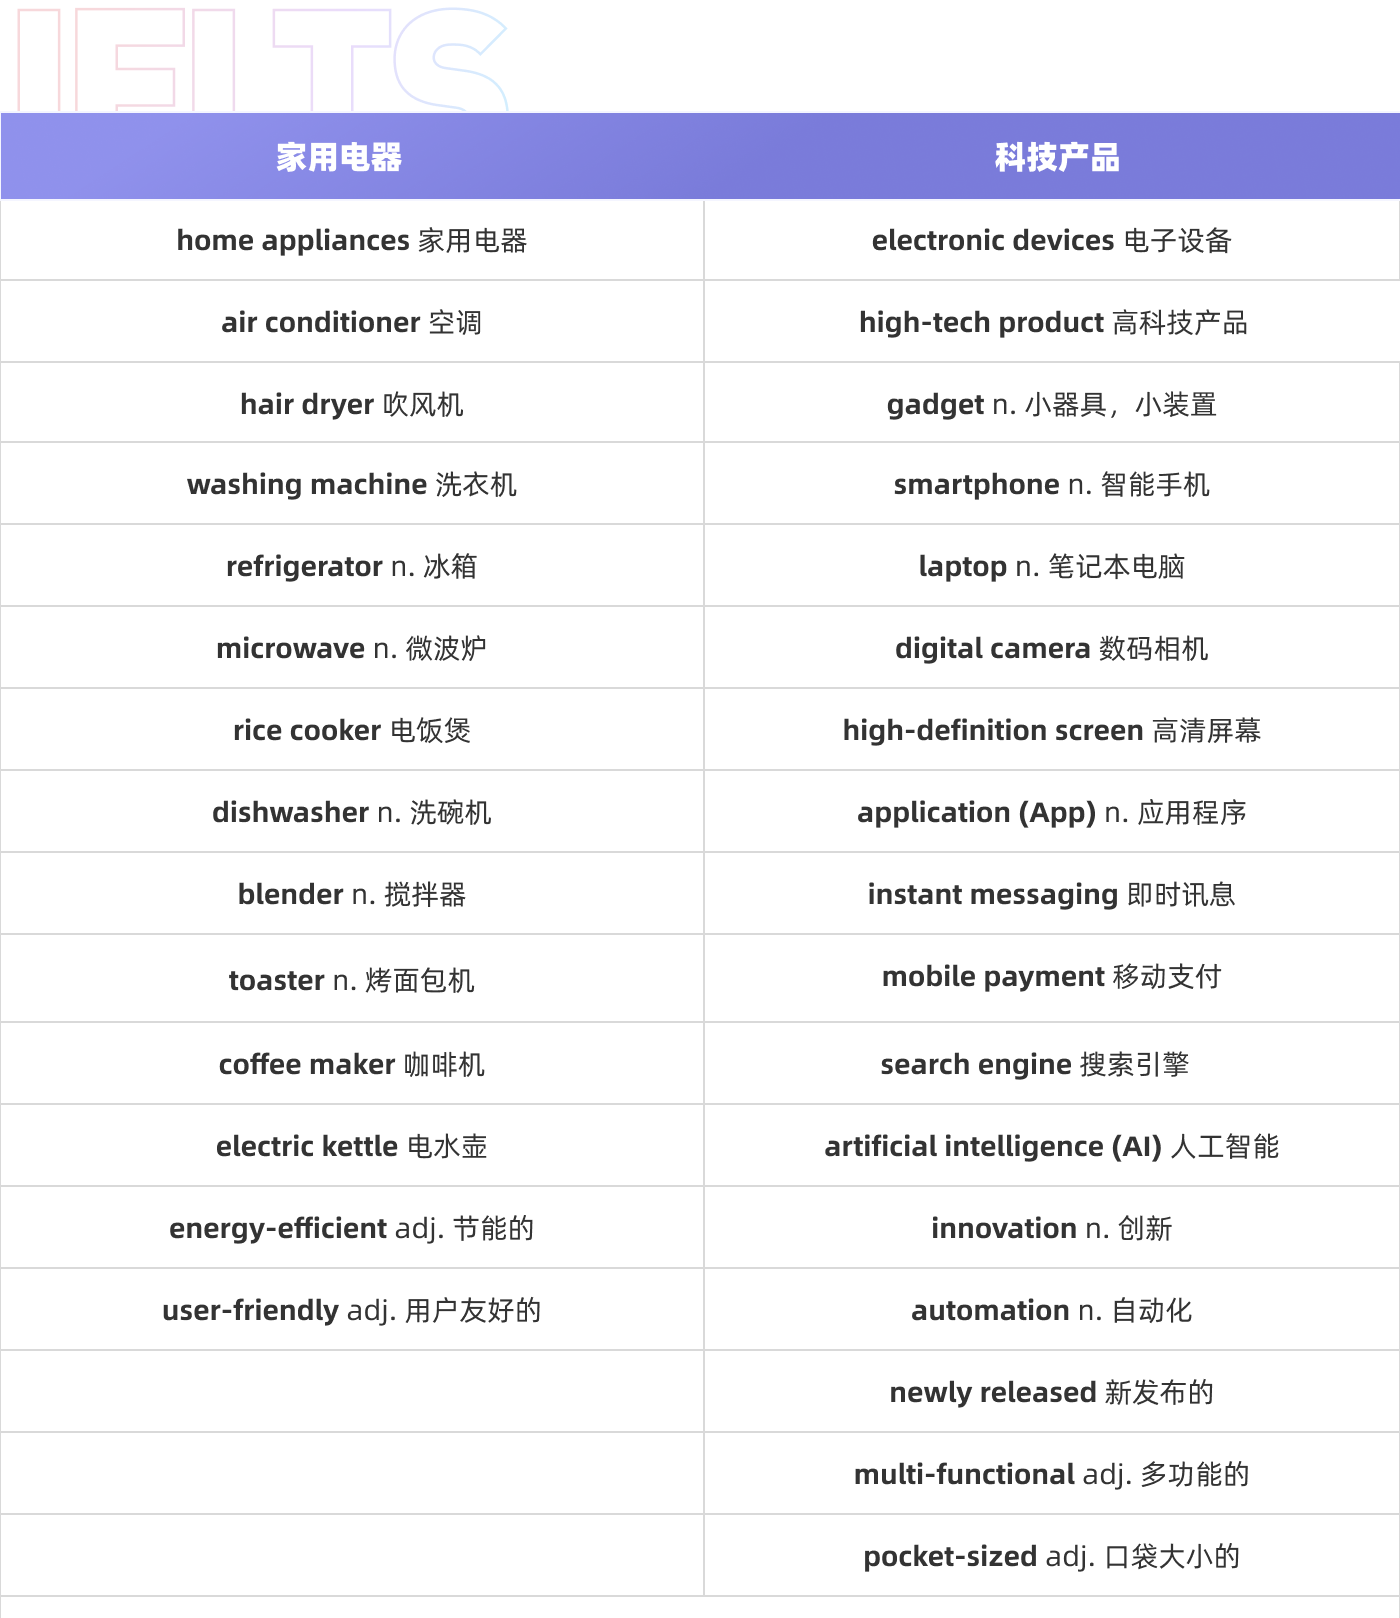 IELTS
家用电器 科技产品
home appliances 家用电器 electronic devices 电子设备
air conditioner 空调 high-tech product 高科技产品
hair dryer 吹风机 gadget n. 小器具，小装置
washing machine 洗衣机 smartphone n. 智能手机
refrigerator n. 冰箱 laptop n. 笔记本电脑
microwave n. 微波炉 digital camera 数码相机
rice cooker 电饭煲 high-definition screen 高清屏幕
dishwasher n. 洗碗机 application (App) n. 应用程序
blender n. 搅拌器 instant messaging 即时讯息
toaster n. 烤面包机 mobile payment 移动支付
coffee maker 咖啡机 search engine 搜索引擎
electric kettle 电水壶 artificial intelligence (AI) 人工智能
energy-efficient adj. 节能的 innovation n. 创新
user-friendly adj. 用户友好的 automation n. 自动化
newly released 新发布的
multi-functional adj. 多功能的
pocket-sized adj. 口袋大小的